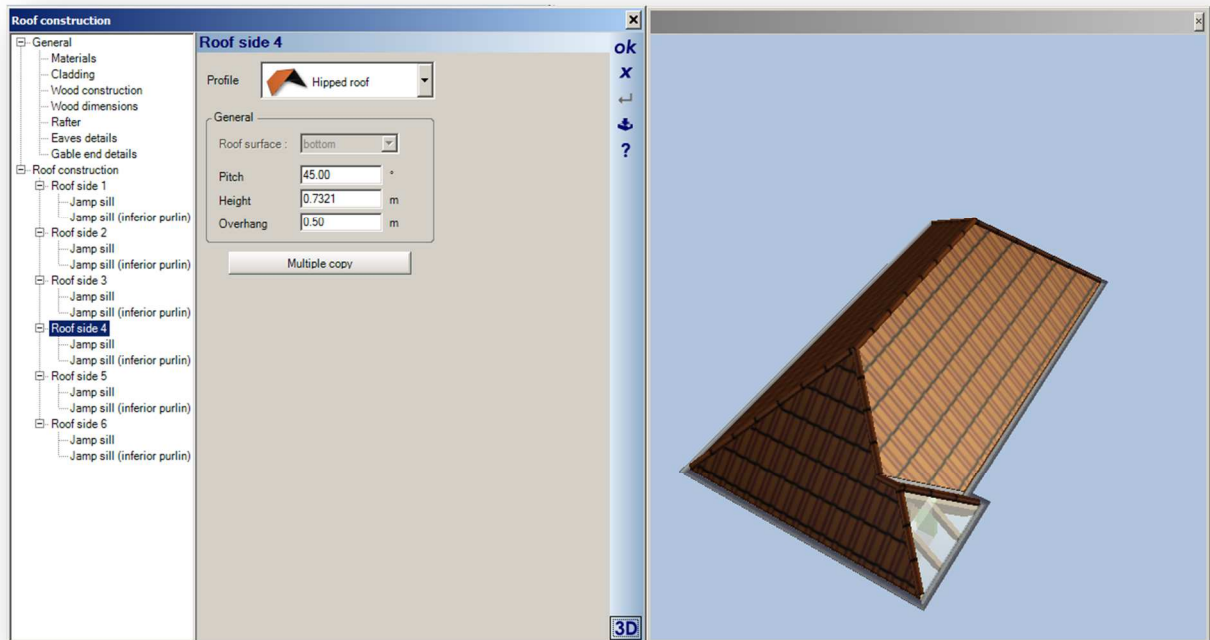 Roof construction
General
Materials
Cladding
Wood construction
Wood dimensions
Rafter
Eaves details
Gable end details
Roof construction
Roof side 1
Jamp sill
Jamp sill (inferior purlin)
Roof side 2
Jamp sill
Jamp sill (inferior purlin)
Roof side 3
Jamp sill
Jamp sill (inferior purlin)
Roof side 4
Jamp sill
Jamp sill (inferior purlin)
Roof side 5
Jamp sill
Jamp sill (inferior purlin)
Roof side 6
Jamp sill
Jamp sill (inferior purlin)
Roof side 4
Profile Hipped roof
General
Roof surface : bottom
Pitch 45.00 °
Height 0.7321 m
Overhang 0.50 m
Multiple copy
ok
x
?
3D